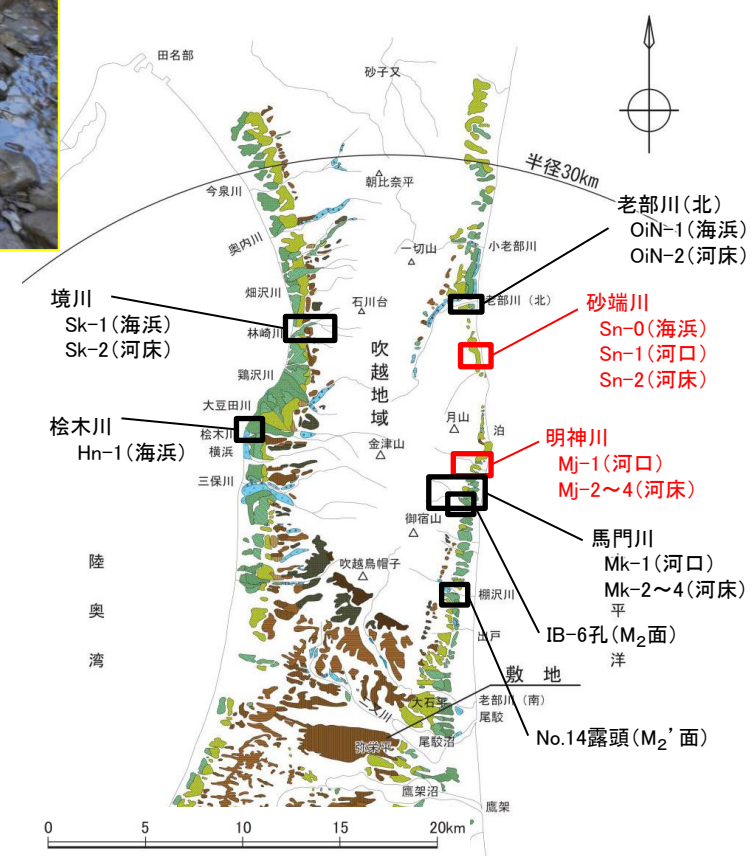 田名部
砂子又
半径30km
朝比奈平
今泉川
奥内川
一切山
小老部川
老部川(北)
OiN-1(海浜)
OiN-2(河床)
畑沢川
石川台
老部川(北)
境川
Sk-1(海浜)
Sk-2(河床)
林崎川
砂端川
Sn-0(海浜)
Sn-1(河口)
Sn-2(河床)
吹越地域
鶏沢川
大豆田川
月山
泊
桧木川
Hn-1(海浜)
桧木川
横浜
金津山
明神川
Mj-1(河口)
Mj-2~4(河床)
三保川
御宿山
馬門川
Mk-1(河口)
Mk-2~4(河床)
陸奥湾
吹越烏帽子
棚沢川
平洋
IB-6孔(M₂面)
出戸
敷地
大石平
老部川(南)
尾駮
二又川
尾駮沼
弥栄平
No.14露頭(M₂'面)
鷹架沼
鷹架
0 5 10 15 20km